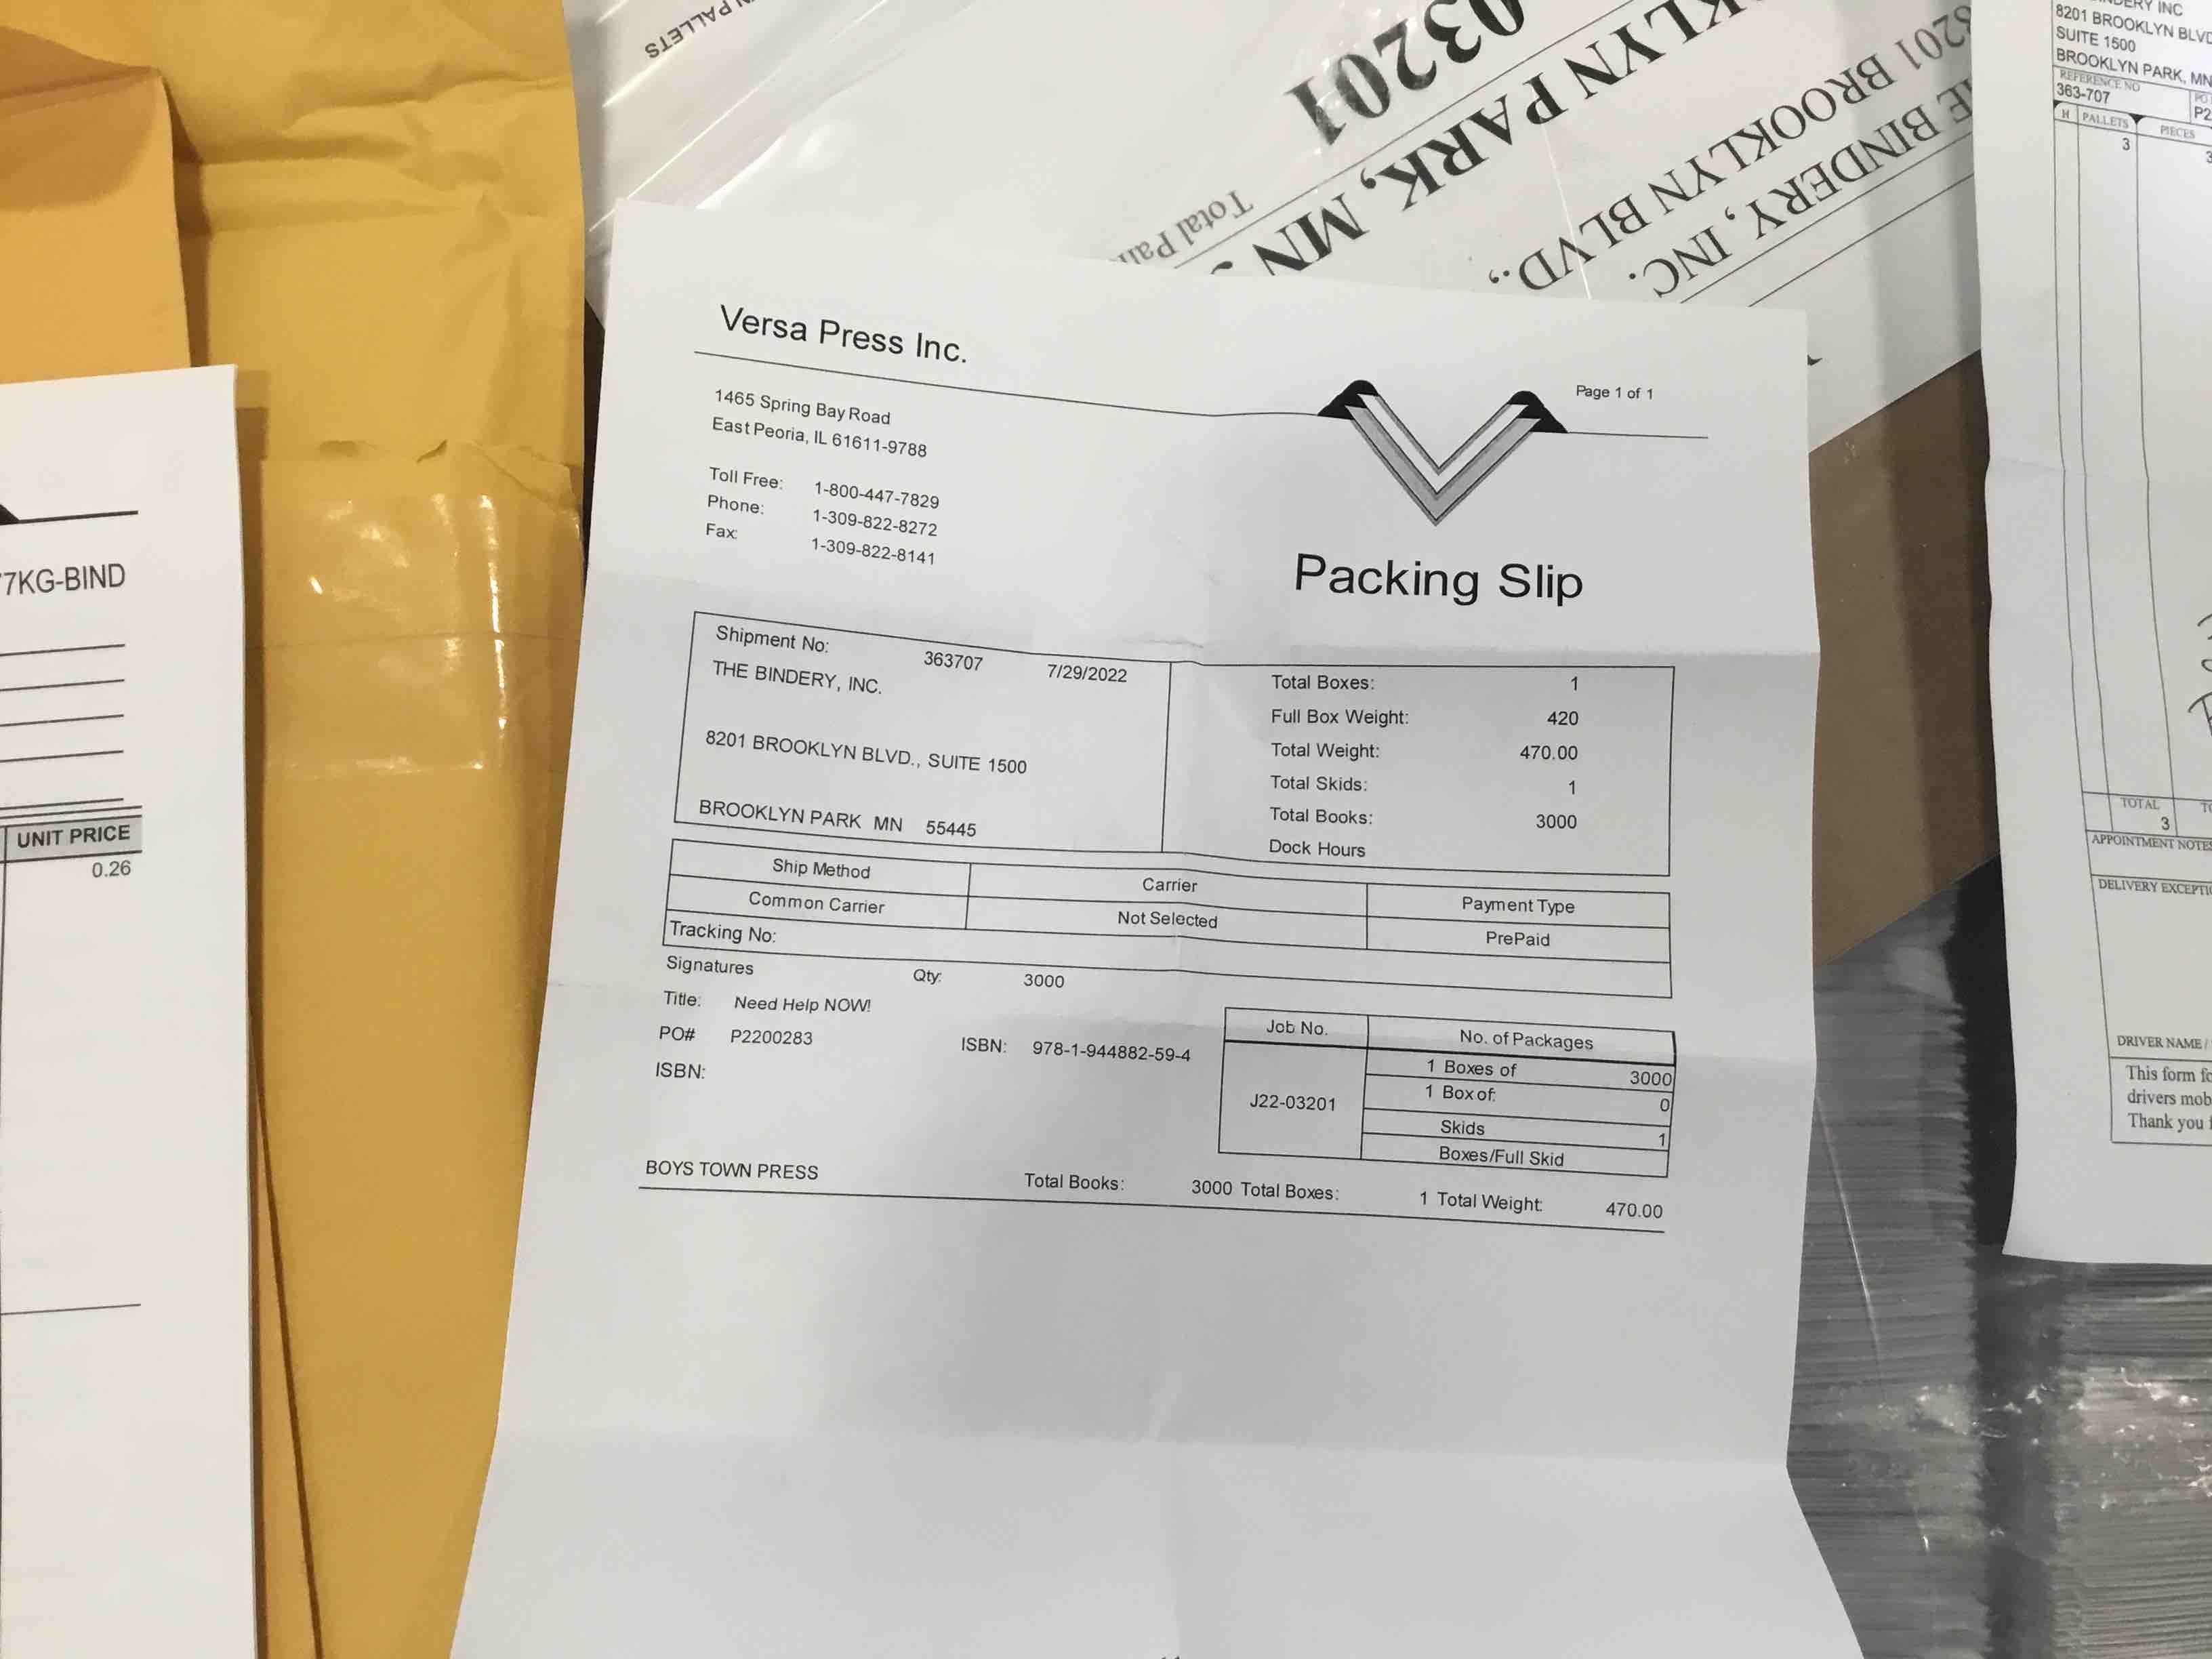 Versa Press Inc.
Page 1 of 1
1465 Spring Bay Road
East Peoria, IL 61611-9788
Toll Free: 1-800-447-7829
Phone: 1-309-822-8272
Fax: 1-309-822-8141
Packing Slip
Shipment No: 363707 7/29/2022
THE BINDERY, INC.
8201 BROOKLYN BLVD., SUITE 1500
BROOKLYN PARK MN 55445
Total Boxes: 1
Full Box Weight: 420
Total Weight: 470.00
Total Skids: 1
Total Books: 3000
Dock Hours
Ship Method Carrier Payment Type
Common Carrier Not Selected PrePaid
Tracking No:
Signatures Qty: 3000
Title: Need Help NOW!
PO# P2200283 ISBN: 978-1-944882-59-4
ISBN:
Job No. No. of Packages
J22-03201
1 Boxes of 3000
1 Box of: 0
Skids 1
Boxes/Full Skid
BOYS TOWN PRESS Total Books: 3000 Total Boxes: 1 Total Weight: 470.00
7KG-BIND
UNIT PRICE
0.26
PALLETS
03201
Total
KLYN PARK, MN
8201 BROOKLYN BLVD.,
E BINDERY, INC.
INC
8201 BROOKLYN BLVD
SUITE 1500
BROOKLYN PARK, MN
REFERENCE NO
363-707
H PALLETS PIECES
3
TOTAL
3
APPOINTMENT NOTES
DELIVERY
DRIVER NAME /
This form
drivers
Thank you